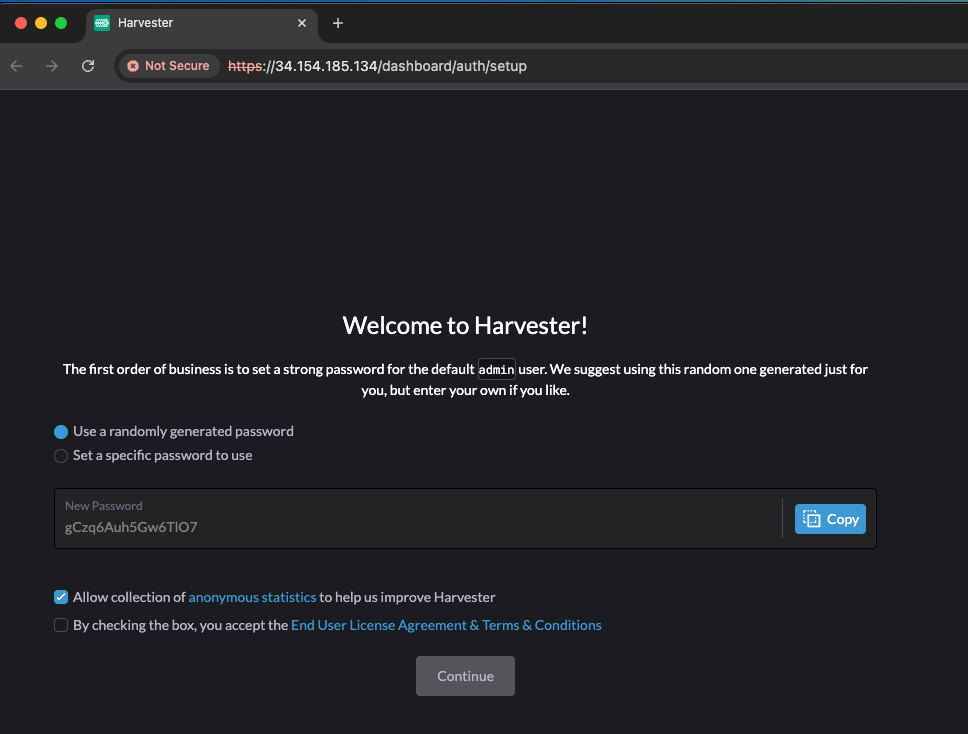 Harvester
Not Secure https://34.154.185.134/dashboard/auth/setup
Welcome to Harvester!
The first order of business is to set a strong password for the default admin user. We suggest using this random one generated just for
you, but enter your own if you like.
Use a randomly generated password
Set a specific password to use
New Password
gCzq6Auh5Gw6TlO7
Copy
Allow collection of anonymous statistics to help us improve Harvester
By checking the box, you accept the End User License Agreement & Terms & Conditions
Continue